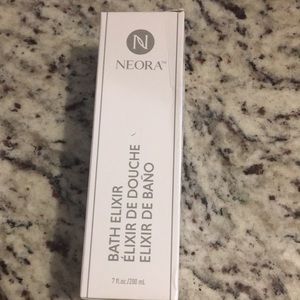 N
NEORA™
BATH ELIXIR
ÉLIXIR DE DOUCHE
ELIXIR DE BAÑO
7 fl.oz./200 mL